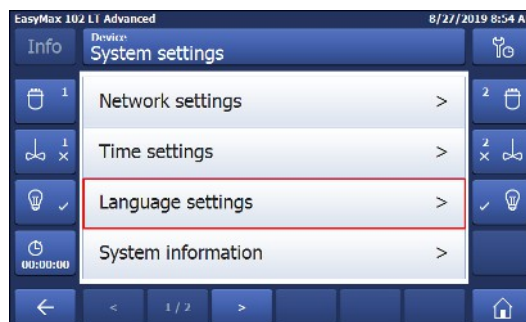 EasyMax 102 LT Advanced
8/27/2019 8:54 A
Info
Device
System settings
1
Network settings >
2
1
Time settings >
2
Language settings >
00:00:00
System information >
< 1 / 2 >